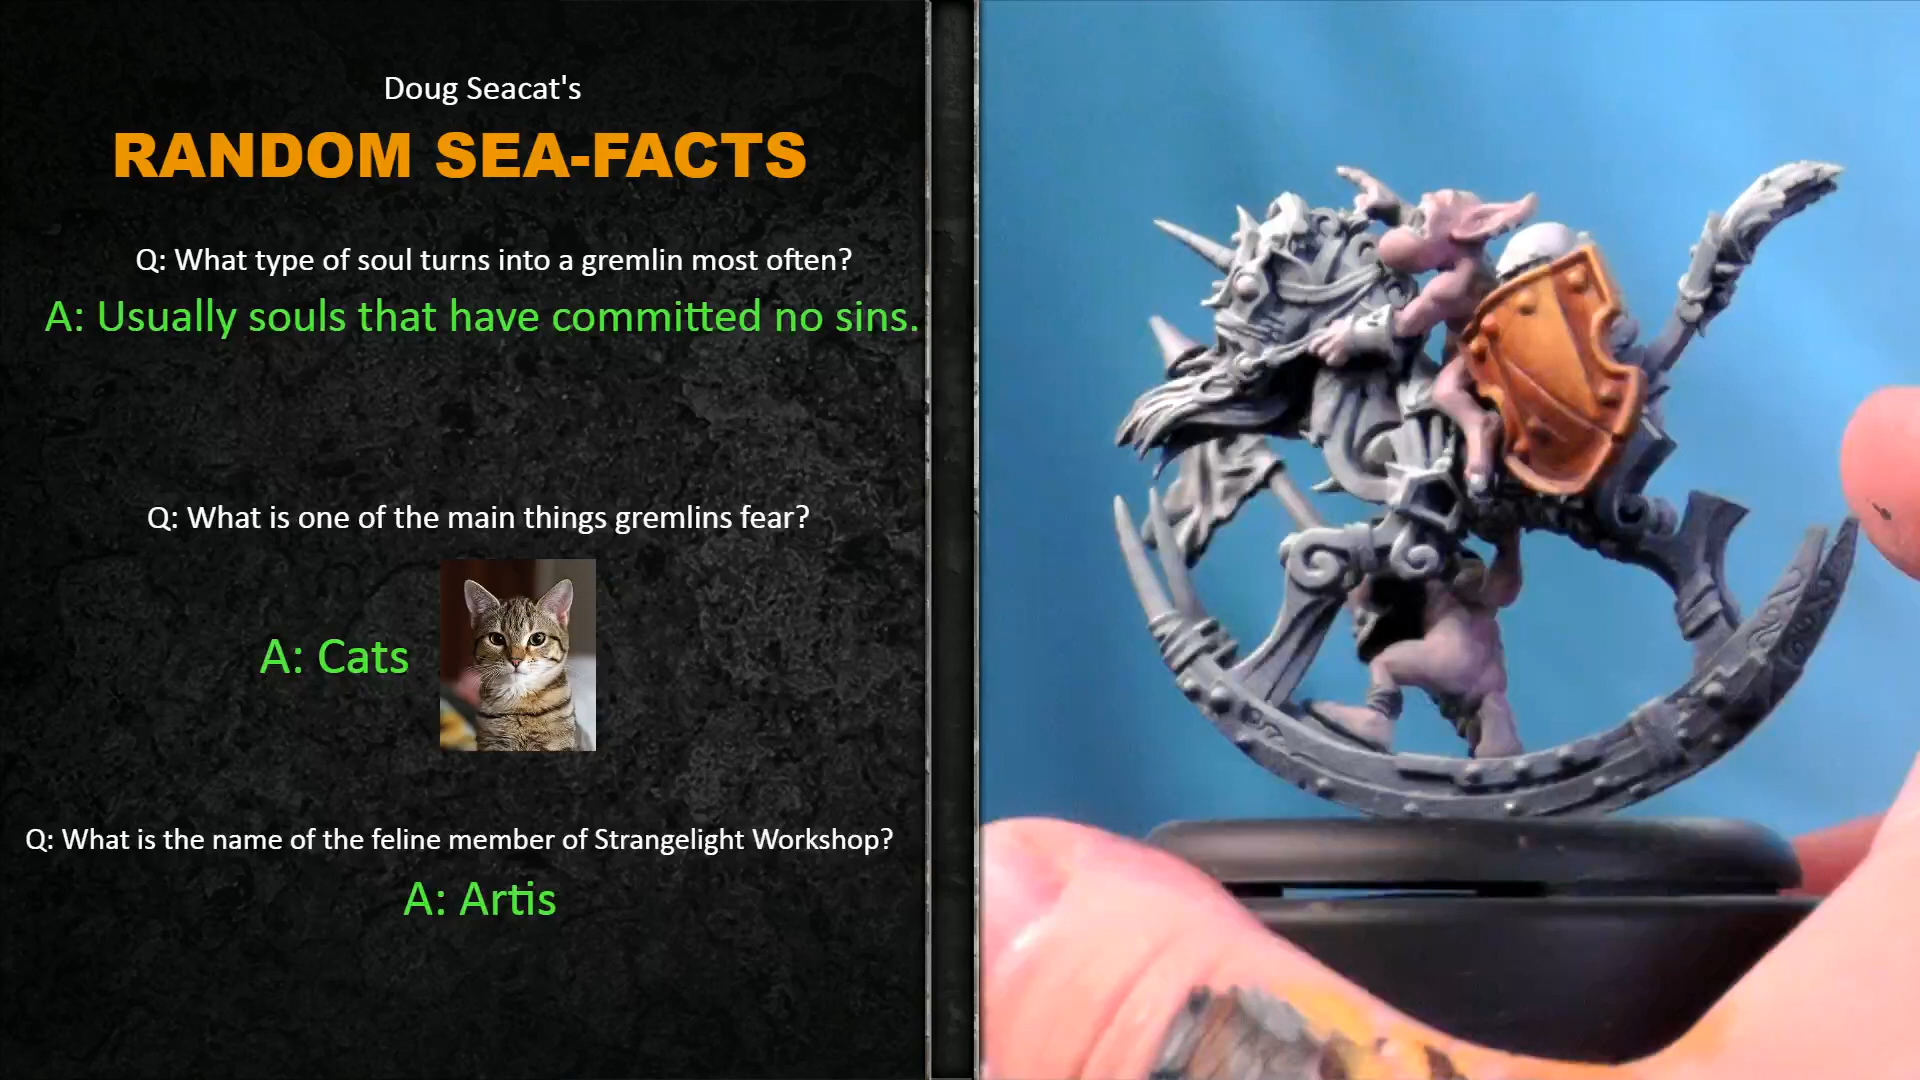 Doug Seacat's
RANDOM SEA-FACTS
Q: What type of soul turns into a gremlin most often?
A: Usually souls that have committed no sins.
Q: What is one of the main things gremlins fear?
A: Cats
Q: What is the name of the feline member of Strangelight Workshop?
A: Artis